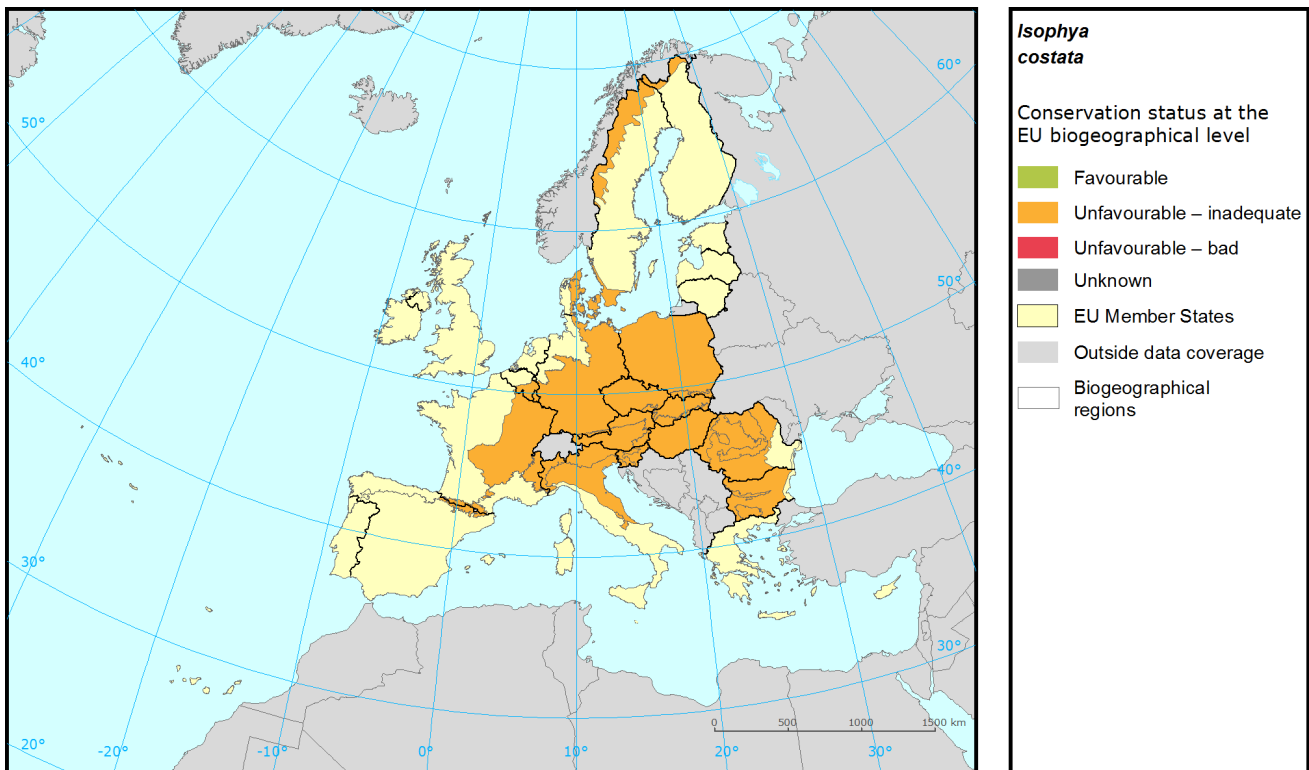 60°
50°
50°
40°
40°
30°
30°
20°
-20°
-10°
0°
10°
30°
0
500
1000
1500 km
Isophya
costata
Conservation status at the
EU biogeographical level
Favourable
Unfavourable – inadequate
Unfavourable – bad
Unknown
EU Member States
Outside data coverage
Biogeographical
regions